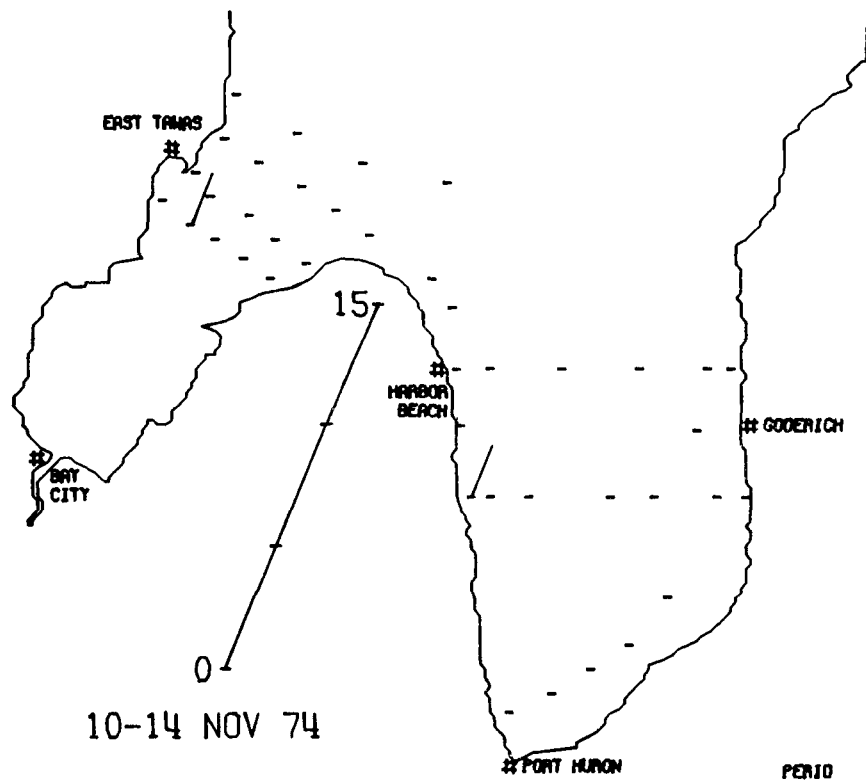 EAST TAWAS
#
15
#
HARBOR
BEACH
# GODERICH
#
BAY
CITY
0
10-14 NOV 74
# PORT HURON
PERIO